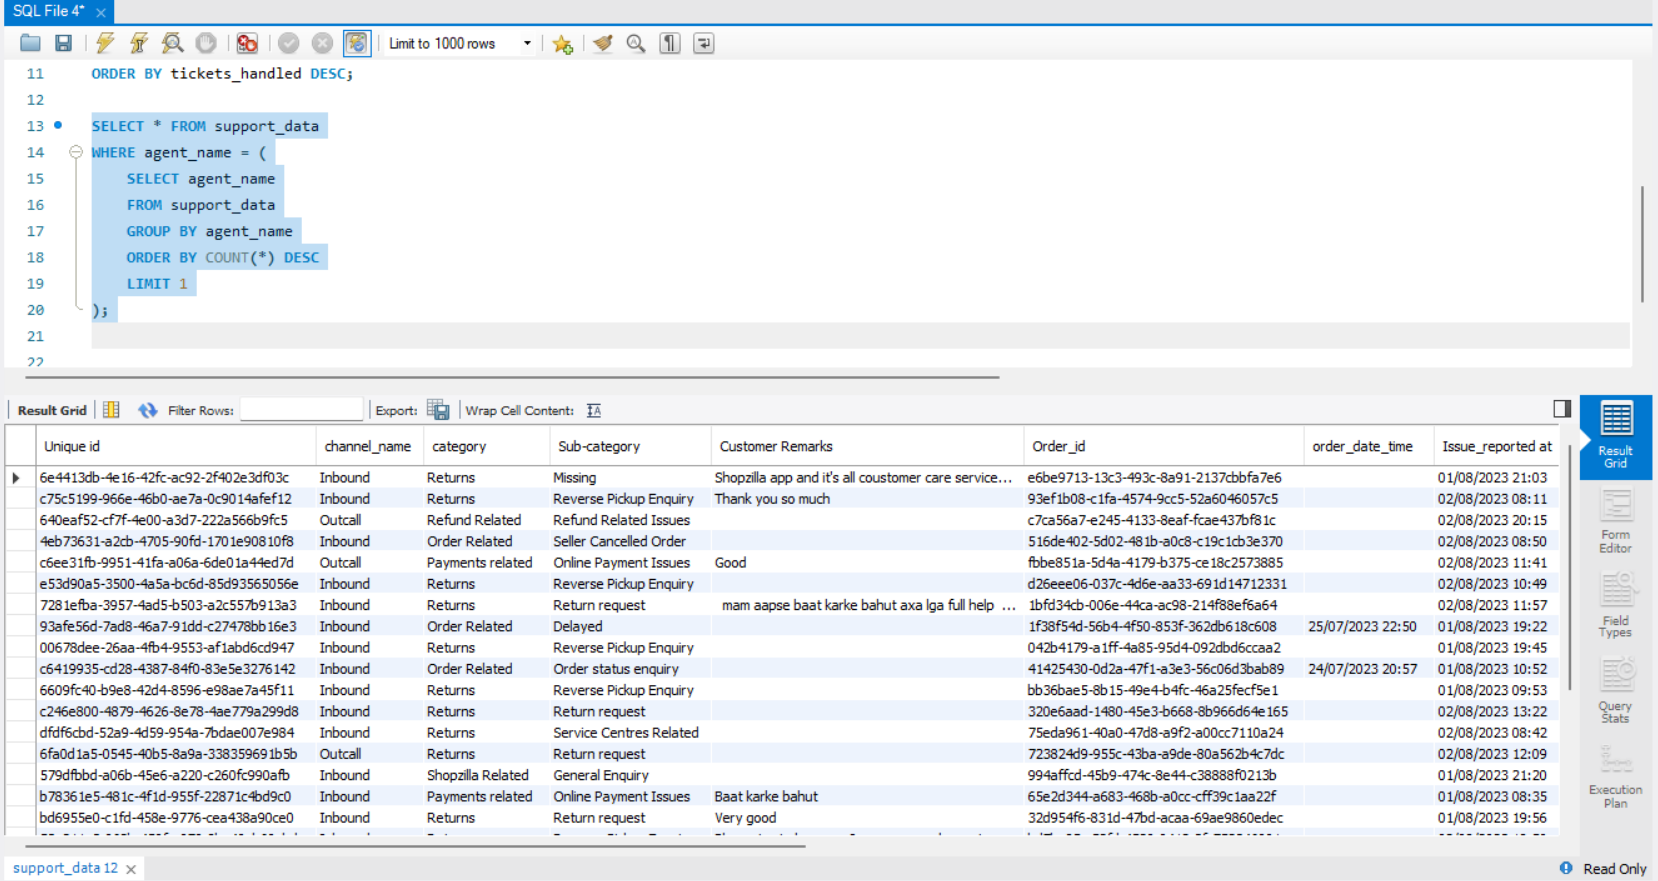 SQL File 4*
Limit to 1000 rows
11 ORDER BY tickets_handled DESC;
12
13 SELECT * FROM support_data
14 WHERE agent_name = (
15 SELECT agent_name
16 FROM support_data
17 GROUP BY agent_name
18 ORDER BY COUNT(*) DESC
19 LIMIT 1
20 );
21
22
Result Grid Filter Rows: Export: Wrap Cell Content:
Unique id channel_name category Sub-category Customer Remarks Order_id order_date_time Issue_reported at
6e4413db-4e16-42fc-ac92-2f402e3df03c Inbound Returns Missing Shopzilla app and it's all coustomer care service... e6be9713-13c3-493c-8a91-2137cbbfa7e6 01/08/2023 21:03
c75c5199-966e-46b0-ae7a-0c9014afef12 Inbound Returns Reverse Pickup Enquiry Thank you so much 93ef1b08-c1fa-4574-9cc5-52a6046057c5 02/08/2023 08:11
640eaf52-cf7f-4e00-a3d7-222a566b9fc5 Outcall Refund Related Refund Related Issues c7ca56a7-e245-4133-8eaf-fcae437bf81c 02/08/2023 20:15
4eb73631-a2cb-4705-90fd-1701e90810f8 Inbound Order Related Seller Cancelled Order 516de402-5d02-481b-a0c8-c19c1cb3e370 02/08/2023 08:50
c6ee31fb-9951-41fa-a06a-6de01a44ed7d Outcall Payments related Online Payment Issues Good fbbe851a-5d4a-4179-b375-ce18c2573885 02/08/2023 11:41
e53d90a5-3500-4a5a-bc6d-85d93565056e Inbound Returns Reverse Pickup Enquiry d26eee06-037c-4d6e-aa33-691d14712331 02/08/2023 10:49
7281efba-3957-4ad5-b503-a2c557b913a3 Inbound Returns Return request mam aapse baat karke bahut axa lga full help ... 1bfd34cb-006e-44ca-ac98-214f88ef6a64 02/08/2023 11:57
93afe56d-7ad8-46a7-91dd-c27478bb16e3 Inbound Order Related Delayed 1f38f54d-56b4-4f50-853f-362db618c608 25/07/2023 22:50 01/08/2023 19:22
00678dee-26aa-4fb4-9553-af1abd6cd947 Inbound Returns Reverse Pickup Enquiry 042b4179-a1ff-4a85-95d4-092dbd6ccaa2 01/08/2023 19:45
c6419935-cd28-4387-84f0-83e5e3276142 Inbound Order Related Order status enquiry 41425430-0d2a-47f1-a3e3-56c06d3bab89 24/07/2023 20:57 01/08/2023 10:52
6609fc40-b9e8-42d4-8596-e98ae7a45f11 Inbound Returns Reverse Pickup Enquiry bb36bae5-8b15-49e4-b4fc-46a25fecf5e1 01/08/2023 09:53
c246e800-4879-4626-8e78-4ae779a299d8 Inbound Returns Return request 320e6aad-1480-45e3-b668-8b966d64e165 02/08/2023 13:22
dfdf6cbd-52a9-4d59-954a-7bdae007e984 Inbound Returns Service Centres Related 75eda961-40a0-47d8-a9f2-a00cc7110a24 02/08/2023 08:42
6fa0d1a5-0545-40b5-8a9a-338359691b5b Outcall Returns Return request 723824d9-955c-43ba-a9de-80a562b4c7dc 02/08/2023 12:09
579dfbbd-a06b-45e6-a220-c260fc990afb Inbound Shopzilla Related General Enquiry 994affcd-45b9-474c-8e44-c38888f0213b 01/08/2023 21:20
b78361e5-481c-4f1d-955f-22871c4bd9c0 Inbound Payments related Online Payment Issues Baat karke bahut 65e2d344-a683-468b-a0cc-cff39c1aa22f 01/08/2023 08:35
bd6955e0-c1fd-458e-9776-cea438a90ce0 Inbound Returns Return request Very good 32d954f6-831d-47bd-acaa-69ae9860edec 01/08/2023 19:56
Result
Grid
Form
Editor
Field
Types
Query
Stats
Execution
Plan
support_data 12 Read Only